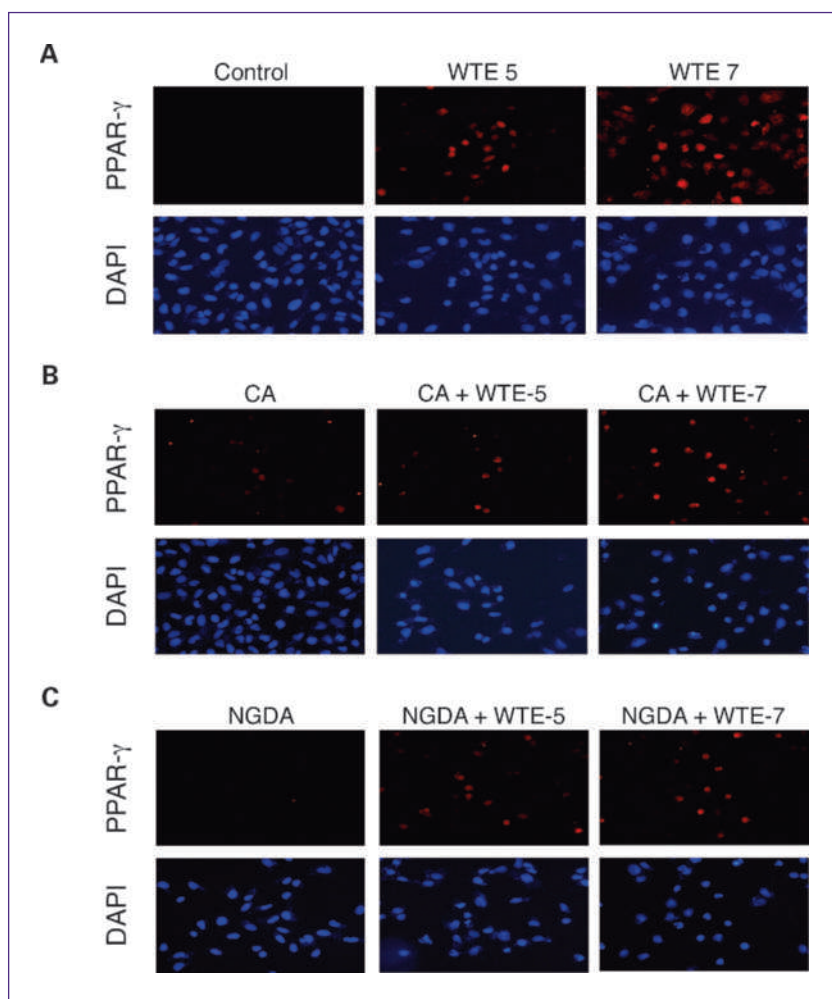 A
Control WTE 5 WTE 7
PPAR-γ
DAPI
B
CA CA + WTE-5 CA + WTE-7
PPAR-γ
DAPI
C
NGDA NGDA + WTE-5 NGDA + WTE-7
PPAR-γ
DAPI